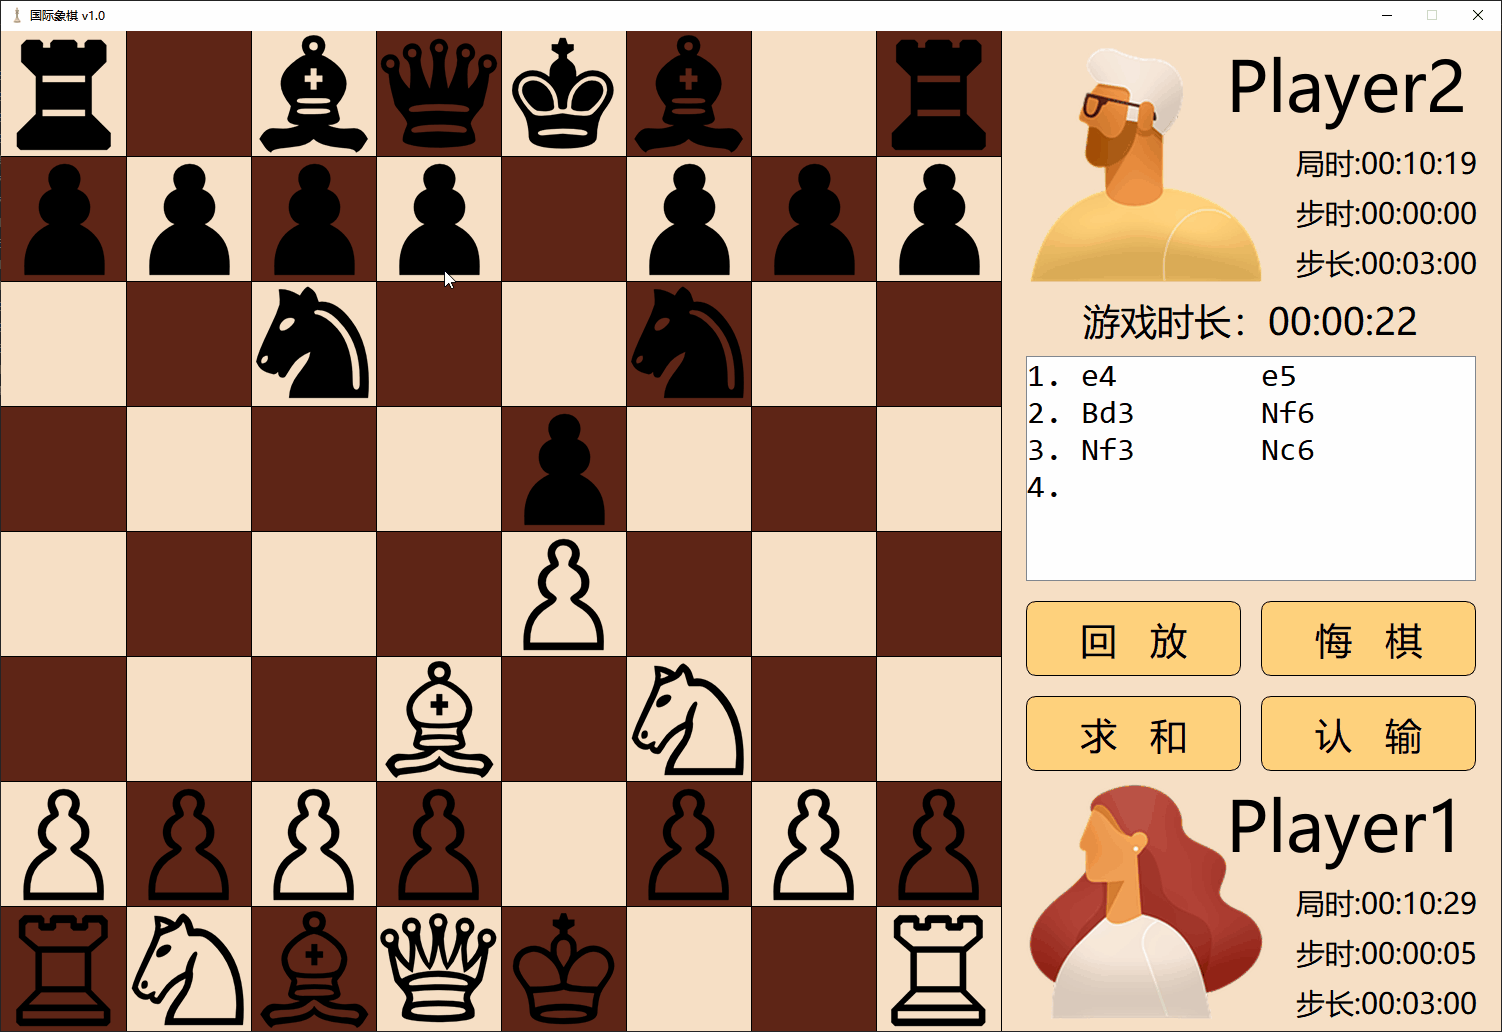 国际象棋 v1.0
Player2
局时:00:10:19
步时:00:00:00
步长:00:03:00
游戏时长：00:00:22
1. e4 e5
2. Bd3 Nf6
3. Nf3 Nc6
4.
回 放 悔 棋
求 和 认 输
Player1
局时:00:10:29
步时:00:00:05
步长:00:03:00